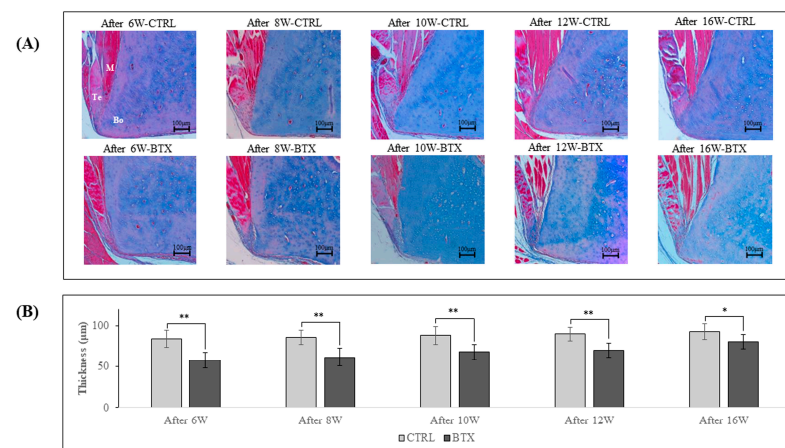 (A)
After 6W-CTRL After 8W-CTRL After 10W-CTRL After 12W-CTRL After 16W-CTRL
M
Te
Bo
100μm 100μm 100μm 100μm 100μm
After 6W-BTX After 8W-BTX After 10W-BTX After 12W-BTX After 16W-BTX
100μm 100μm 100μm 100μm 100μm
(B)
Thickness (μm)
100
50
0
** ** ** ** *
After 6W After 8W After 10W After 12W After 16W
CTRL BTX